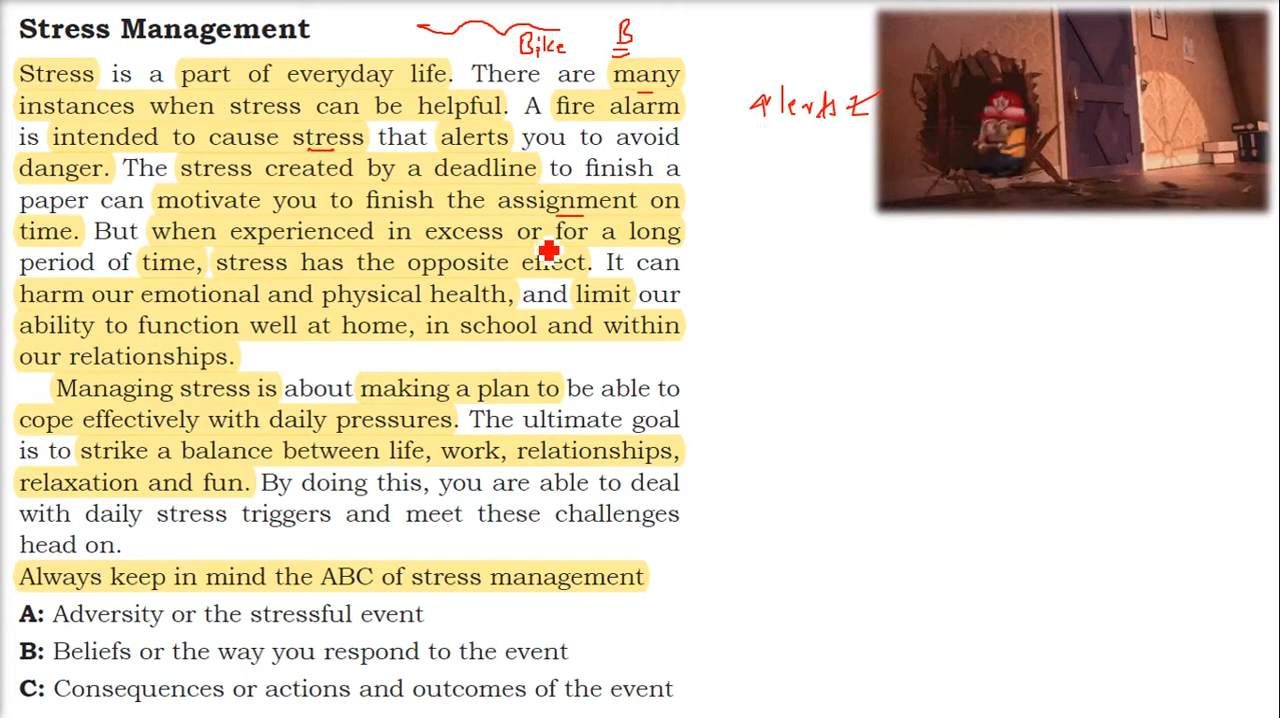 Stress Management
Bike
B
Stress is a part of everyday life. There are many
instances when stress can be helpful. A fire alarm
is intended to cause stress that alerts you to avoid
danger. The stress created by a deadline to finish a
paper can motivate you to finish the assignment on
time. But when experienced in excess or for a long
period of time, stress has the opposite effect. It can
harm our emotional and physical health, and limit our
ability to function well at home, in school and within
our relationships.
Managing stress is about making a plan to be able to
cope effectively with daily pressures. The ultimate goal
is to strike a balance between life, work, relationships,
relaxation and fun. By doing this, you are able to deal
with daily stress triggers and meet these challenges
head on.
Always keep in mind the ABC of stress management
A: Adversity or the stressful event
B: Beliefs or the way you respond to the event
C: Consequences or actions and outcomes of the event